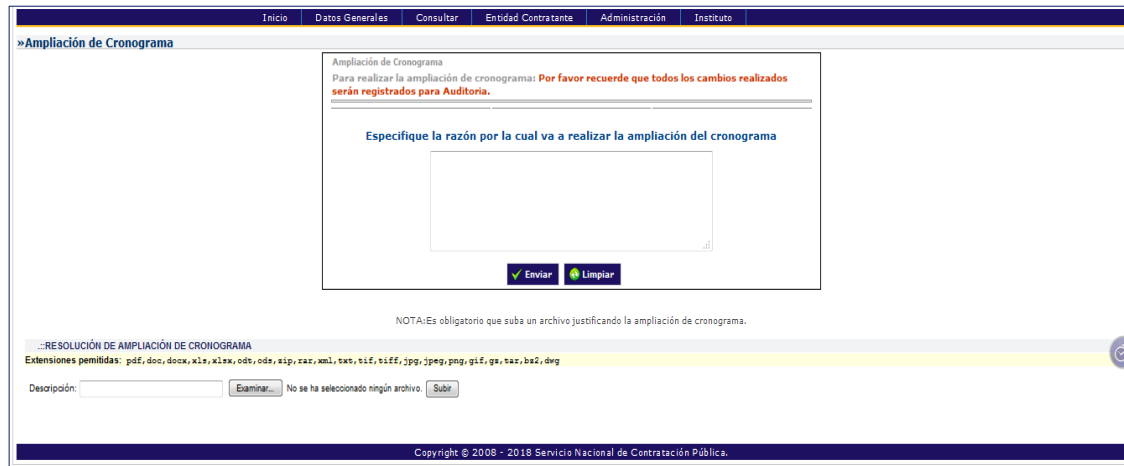 Inicio Datos Generales Consultar Entidad Contratante Administración Instituto
»Ampliación de Cronograma
Ampliación de Cronograma
Para realizar la ampliación de cronograma: Por favor recuerde que todos los cambios realizados
serán registrados para Auditoria.
Especifique la razón por la cual va a realizar la ampliación del cronograma
Enviar Limpiar
NOTA:Es obligatorio que suba un archivo justificando la ampliación de cronograma.
.::RESOLUCIÓN DE AMPLIACIÓN DE CRONOGRAMA
Extensiones pemitidas: pdf,doc,docx,xls,xlsx,odt,ods,zip,rar,xml,txt,tif,tiff,jpg,jpeg,png,gif,gz,tar,bz2,dwg
Descripción: Examinar... No se ha seleccionado ningún archivo. Subir
Copyright © 2008 - 2018 Servicio Nacional de Contratación Pública.